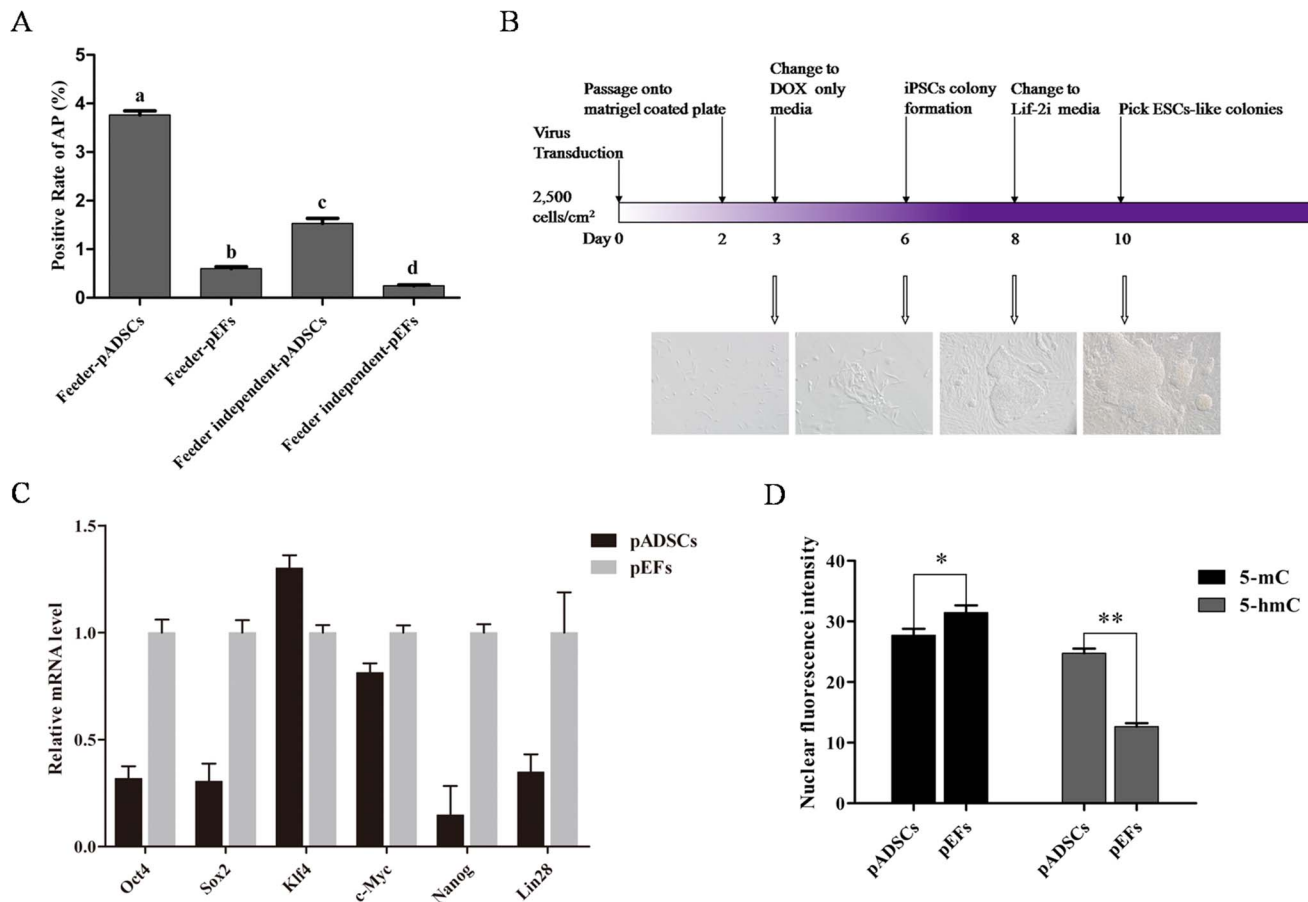 A
Positive Rate of AP (%)
5
4
3
2
1
0
a
b
c
d
Feeder-pADSCs
Feeder-pEFs
Feeder independent-pADSCs
Feeder independent-pEFs
B
Virus
Transduction
Passage onto
matrigel coated plate
Change to
DOX only
media
iPSCs colony
formation
Change to
Lif-2i media
Pick ESCs-like colonies
2,500
cells/cm²
Day 0
2
3
6
8
10
C
Relative mRNA level
1.5
1.0
0.5
0.0
pADSCs
pEFs
Oct4
Sox2
Klf4
c-Myc
Nanog
Lin28
D
Nuclear fluorescence intensity
40
30
20
10
0
*
**
5-mC
5-hmC
pADSCs
pEFs
pADSCs
pEFs